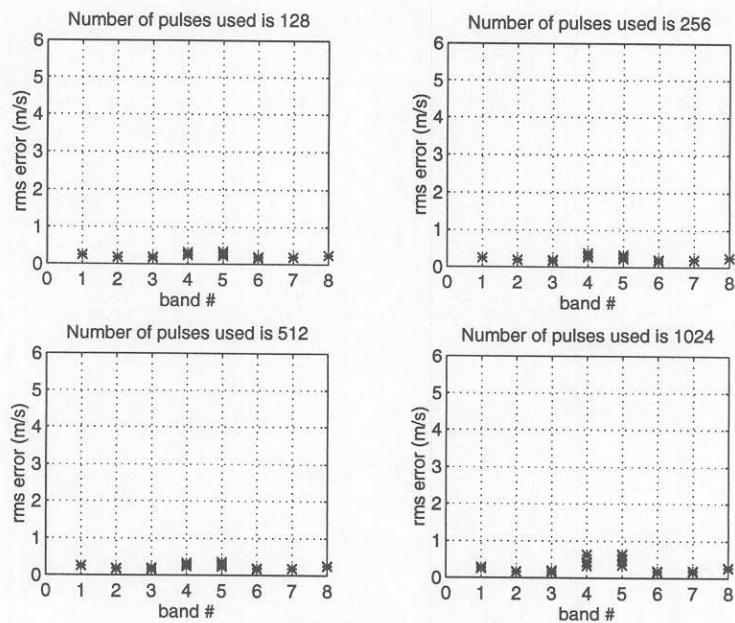 Number of pulses used is 128
6
5
4
3
2
1
0
rms error (m/s)
0 1 2 3 4 5 6 7 8
band #
Number of pulses used is 256
6
5
4
3
2
1
0
rms error (m/s)
0 1 2 3 4 5 6 7 8
band #
Number of pulses used is 512
6
5
4
3
2
1
0
rms error (m/s)
0 1 2 3 4 5 6 7 8
band #
Number of pulses used is 1024
6
5
4
3
2
1
0
rms error (m/s)
0 1 2 3 4 5 6 7 8
band #